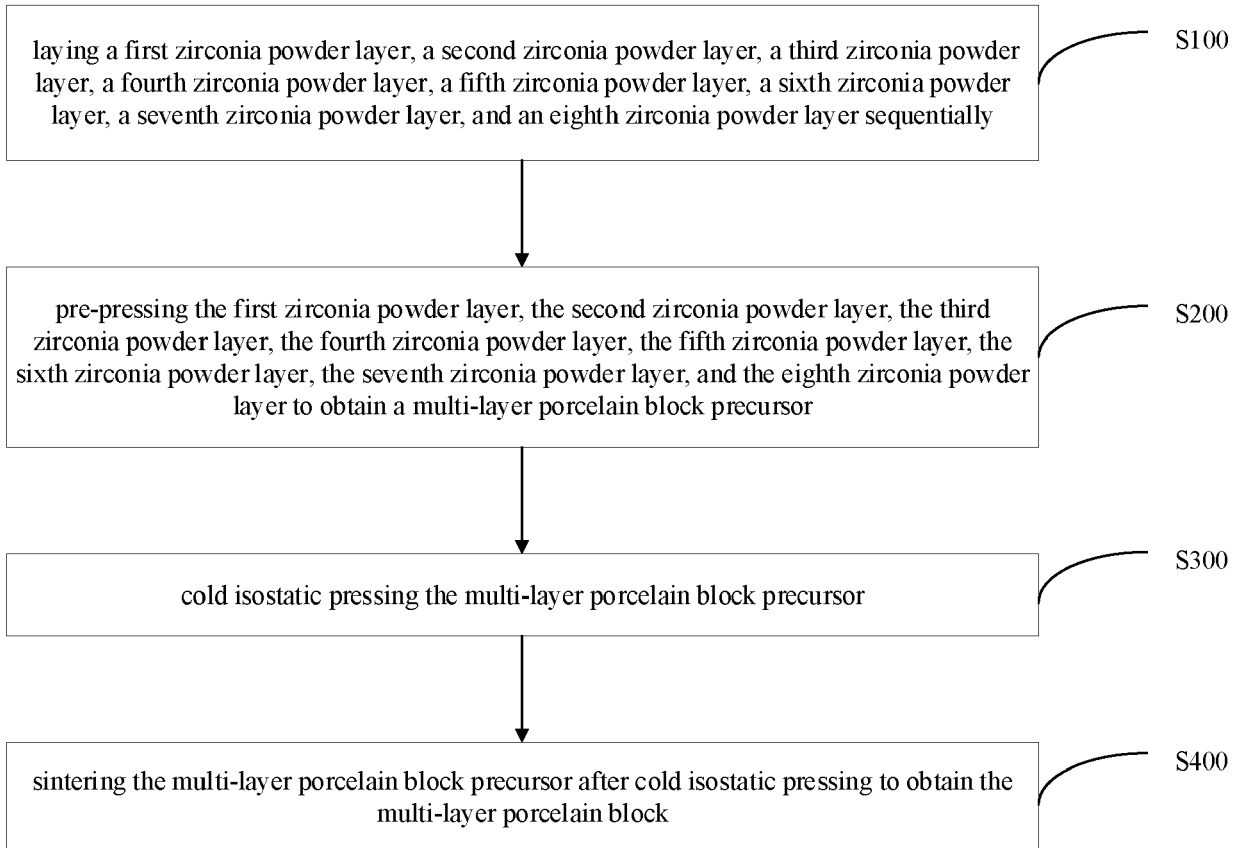 laying a first zirconia powder layer, a second zirconia powder layer, a third zirconia powder
layer, a fourth zirconia powder layer, a fifth zirconia powder layer, a sixth zirconia powder
layer, a seventh zirconia powder layer, and an eighth zirconia powder layer sequentially
S100
pre-pressing the first zirconia powder layer, the second zirconia powder layer, the third
zirconia powder layer, the fourth zirconia powder layer, the fifth zirconia powder layer, the
sixth zirconia powder layer, the seventh zirconia powder layer, and the eighth zirconia powder
layer to obtain a multi-layer porcelain block precursor
S200
cold isostatic pressing the multi-layer porcelain block precursor
S300
sintering the multi-layer porcelain block precursor after cold isostatic pressing to obtain the
multi-layer porcelain block
S400